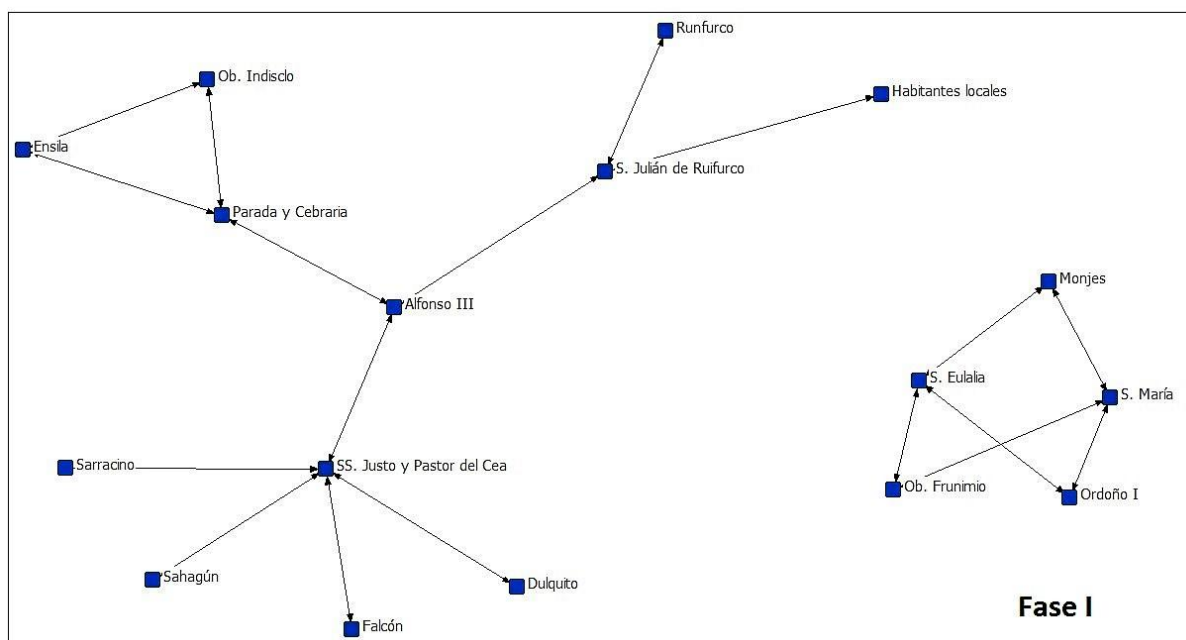 Runfurco
Ob. Indisclo
Habitantes locales
Ensila
S. Julián de Ruifurco
Parada y Cebraria
Monjes
Alfonso III
S. Eulalia
S. María
SS. Justo y Pastor del Cea
Sarracino
Ob. Frunimio
Ordoño I
Sahagún
Dulquito
Falcón
Fase I